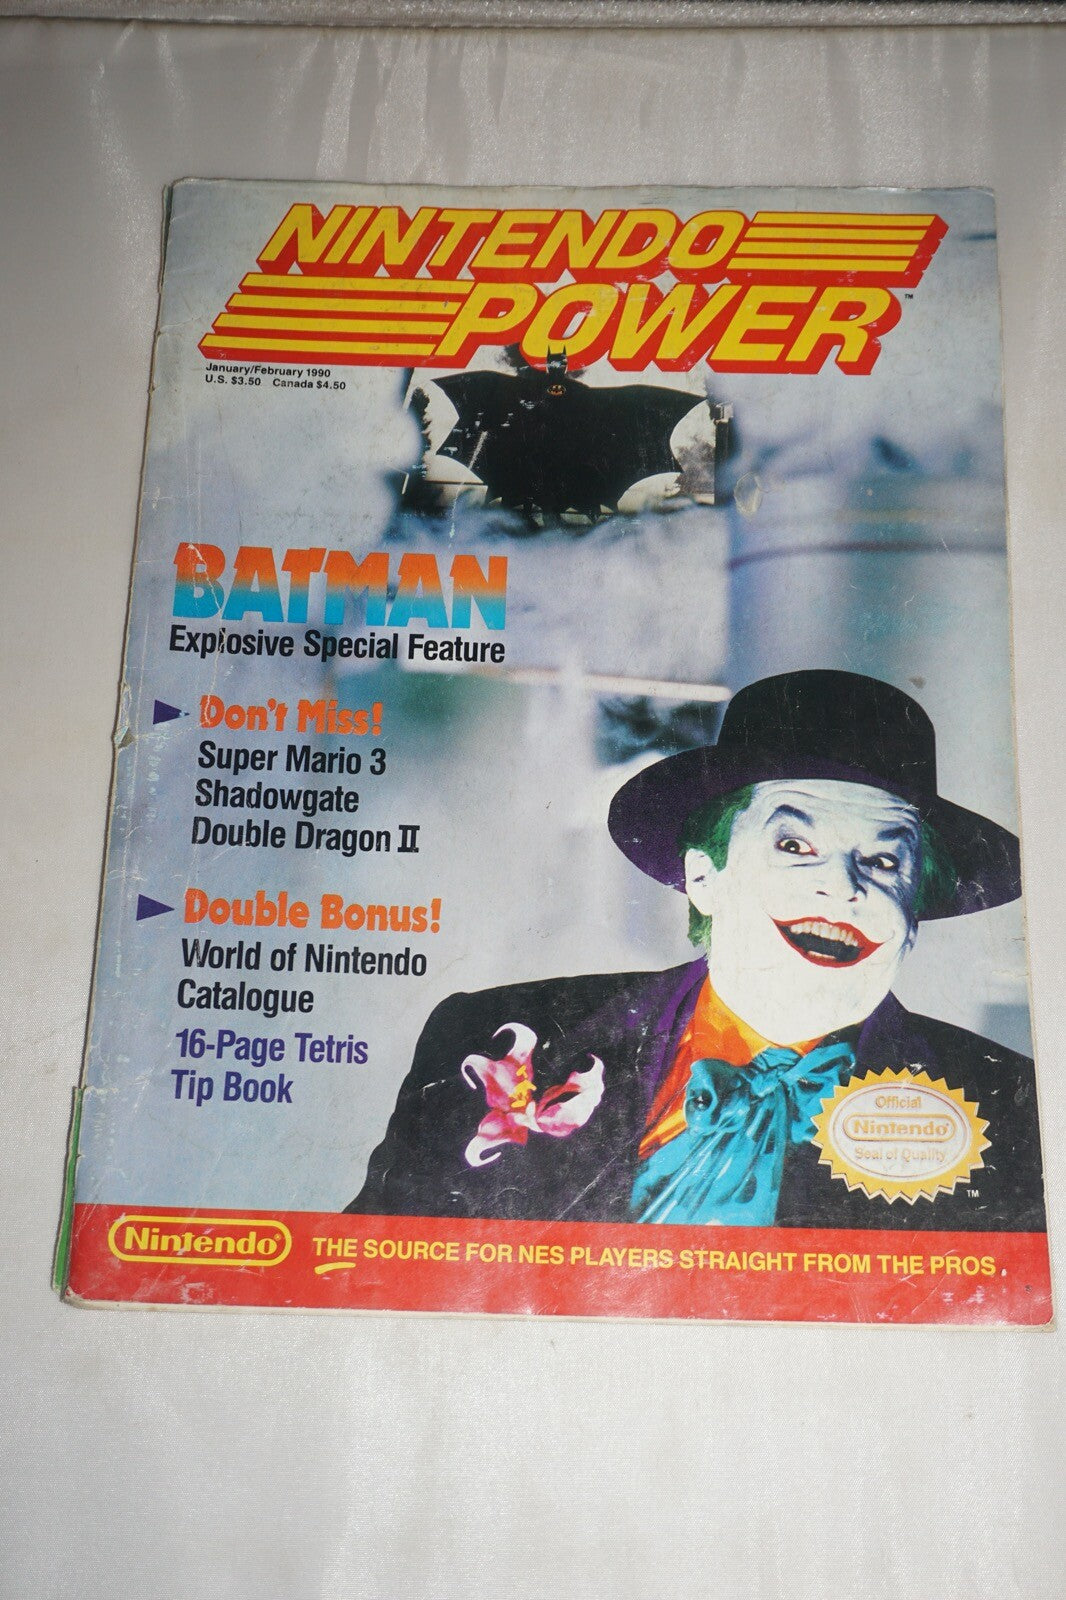 NINTENDO
POWER™
January/February 1990
U.S. $3.50 Canada $4.50
BATMAN
Explosive Special Feature
Don't Miss!
Super Mario 3
Shadowgate
Double Dragon II
Double Bonus!
World of Nintendo
Catalogue
16-Page Tetris
Tip Book
Official
Nintendo®
Seal of Quality
TM
Nintendo®
THE SOURCE FOR NES PLAYERS STRAIGHT FROM THE PROS.